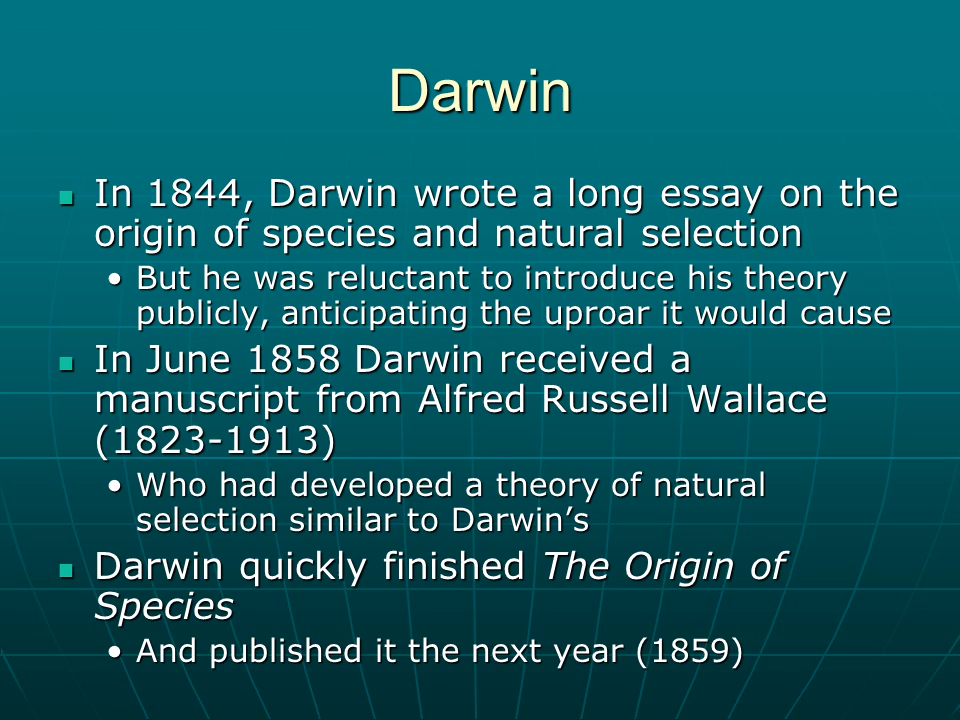 Darwin
In 1844, Darwin wrote a long essay on the
origin of species and natural selection
But he was reluctant to introduce his theory
publicly, anticipating the uproar it would cause
In June 1858 Darwin received a
manuscript from Alfred Russell Wallace
(1823-1913)
Who had developed a theory of natural
selection similar to Darwin’s
Darwin quickly finished The Origin of
Species
And published it the next year (1859)